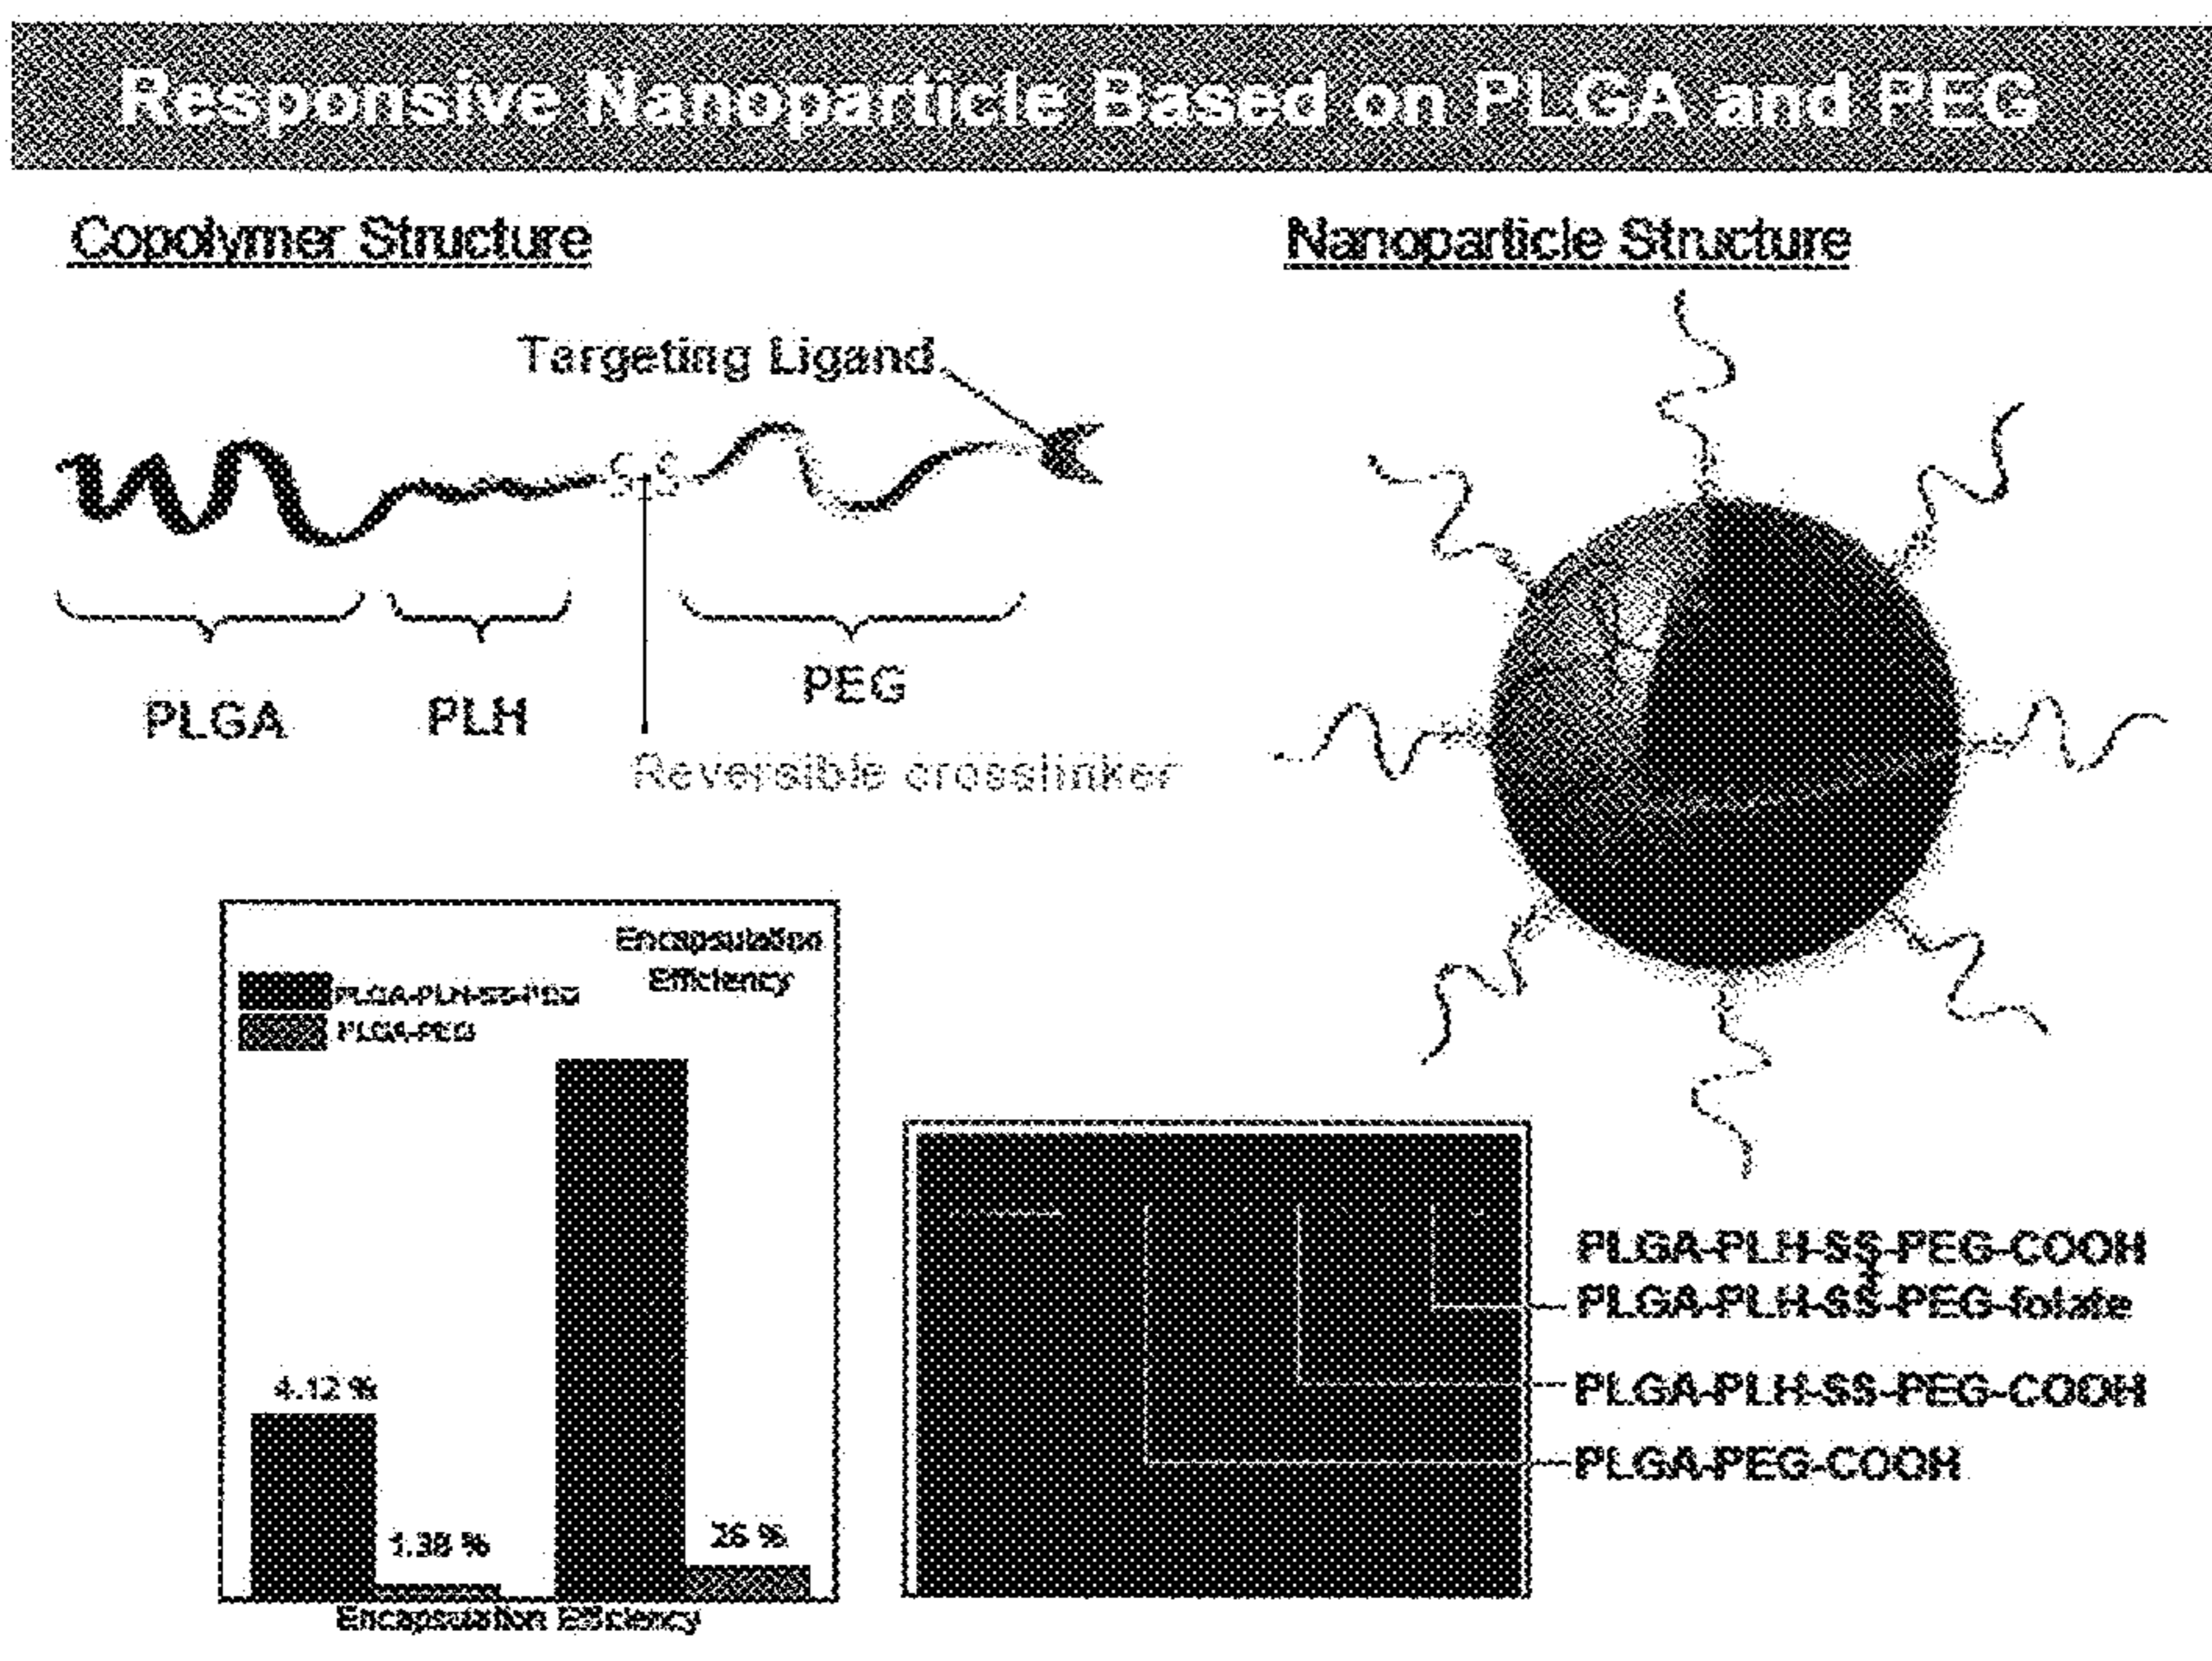 Responsive Nanoparticle Based on PLGA and PEG
Copolymer Structure
Nanoparticle Structure
Targeting Ligand
S-S
PLGA
PLH
PEG
Reversible crosslinker
Encapsulation
Efficiency
PLGA-PLH-SS-PEG
PLGA-PEG
4.12 %
1.38 %
26 %
Encapsulation Efficiency
PLGA-PLH-SS-PEG-COOH
PLGA-PLH-SS-PEG-folate
PLGA-PLH-SS-PEG-COOH
PLGA-PEG-COOH